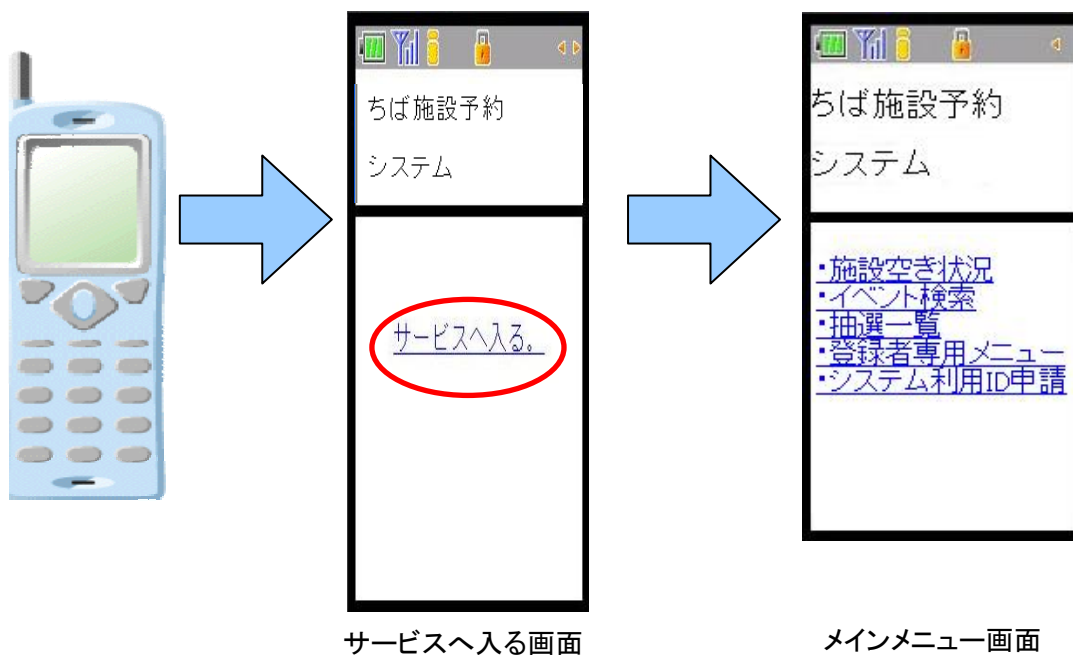 ちば施設予約
システム
サービスへ入る。
サービスへ入る画面
ちば施設予約
システム
・施設空き状況
・イベント検索
・抽選一覧
・登録者専用メニュー
・システム利用ID申請
メインメニュー画面